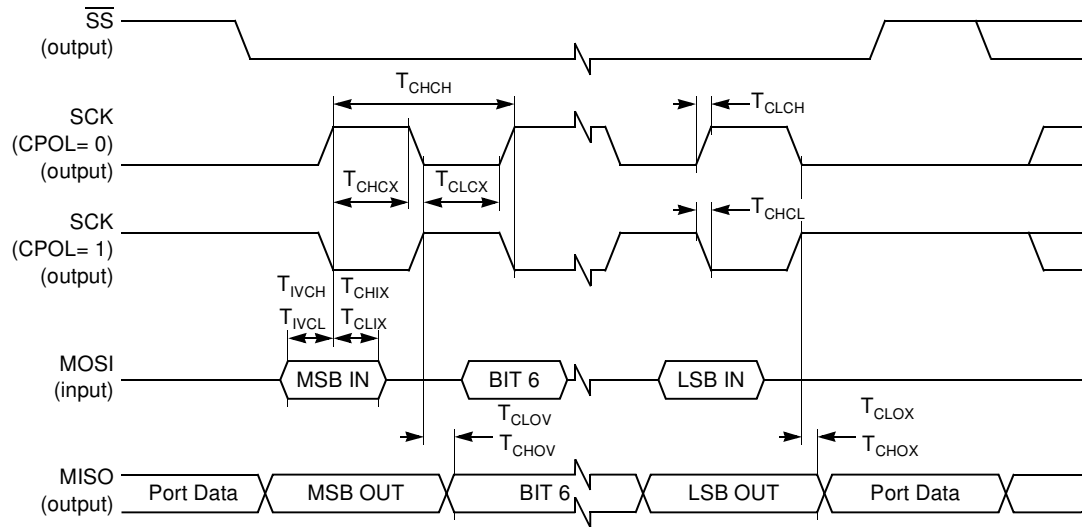 SS
(output)
T_CHCH
T_CLCH
SCK
(CPOL= 0)
(output)
T_CHCX
T_CLCX
T_CHCL
SCK
(CPOL= 1)
(output)
T_IVCH
T_CHIX
T_IVCL
T_CLIX
MOSI
(input)
MSB IN
BIT 6
LSB IN
T_CLOV
T_CLOX
T_CHOV
T_CHOX
MISO
(output)
Port Data
MSB OUT
BIT 6
LSB OUT
Port Data